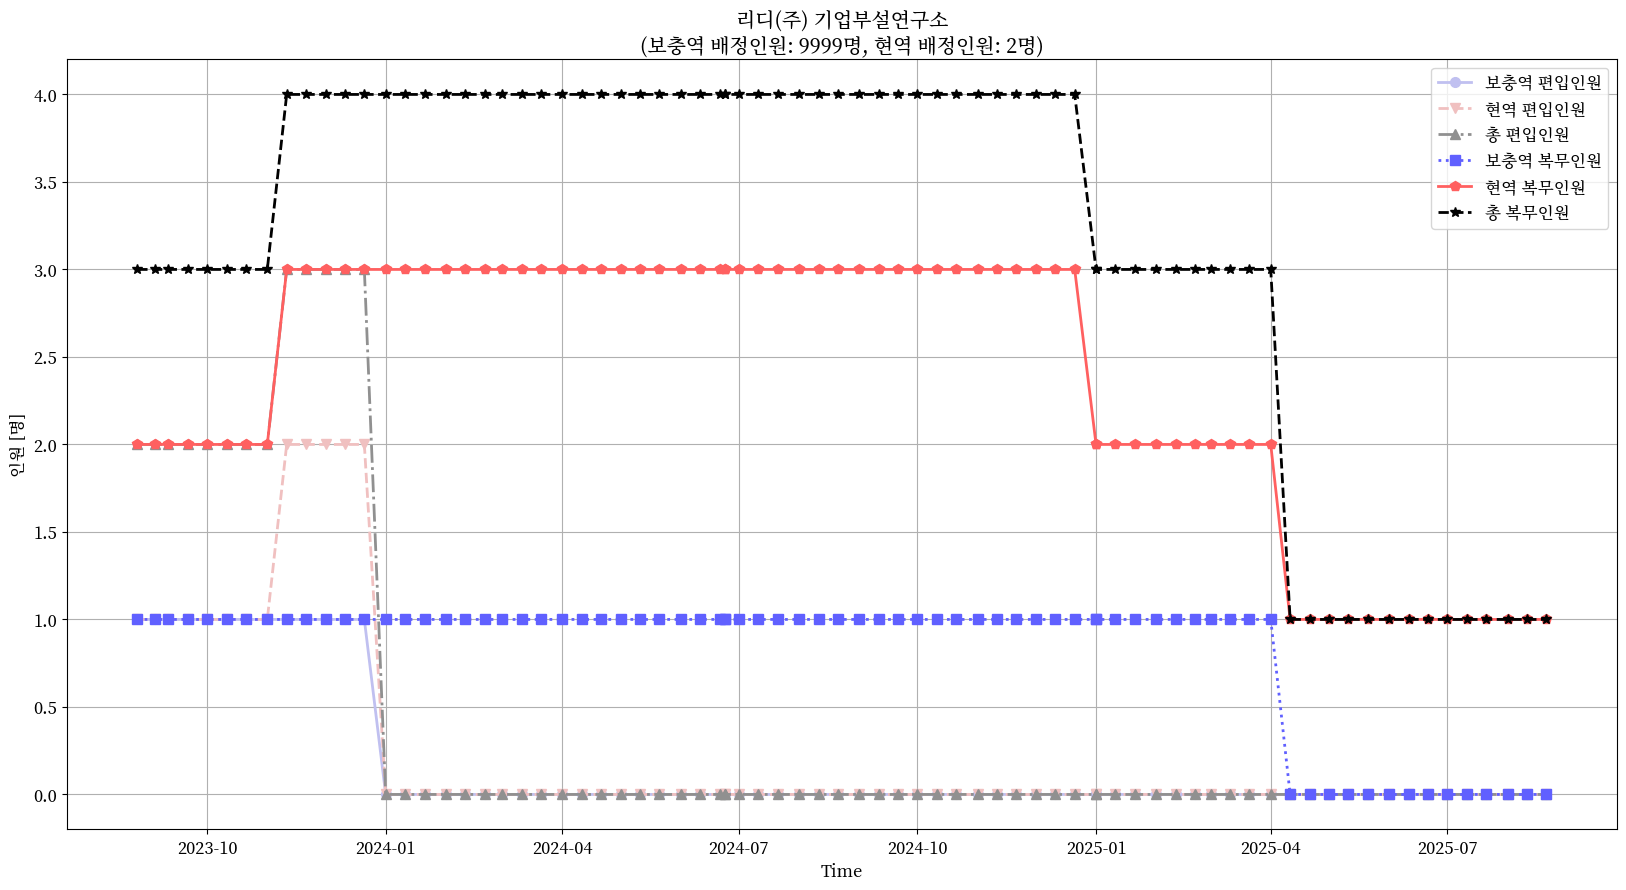 리디(주) 기업부설연구소
(보충역 배정인원: 9999명, 현역 배정인원: 2명)
보충역 편입인원
현역 편입인원
총 편입인원
보충역 복무인원
현역 복무인원
총 복무인원
인원 [명]
4.0
3.5
3.0
2.5
2.0
1.5
1.0
0.5
0.0
2023-10
2024-01
2024-04
2024-07
2024-10
2025-01
2025-04
2025-07
Time